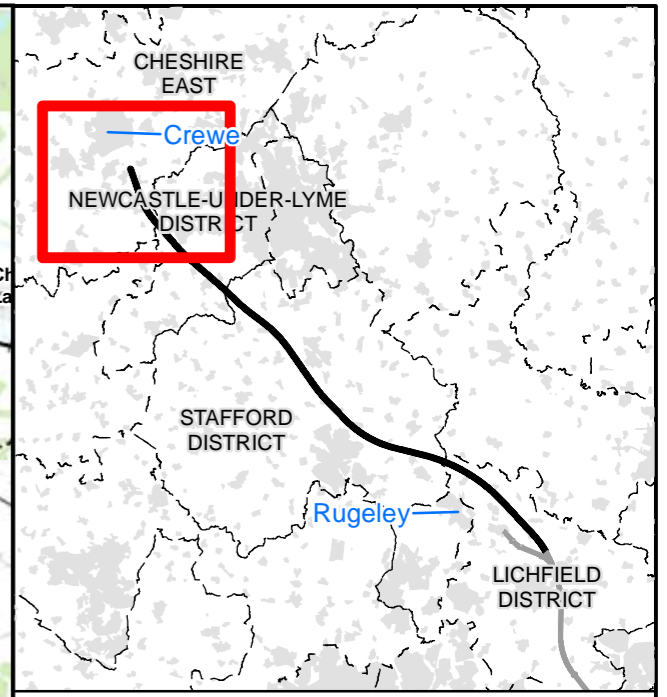 CHESHIRE
EAST
Crewe
NEWCASTLE-UNDER-LYME
DISTRICT
STAFFORD
DISTRICT
Rugeley
LICHFIELD
DISTRICT